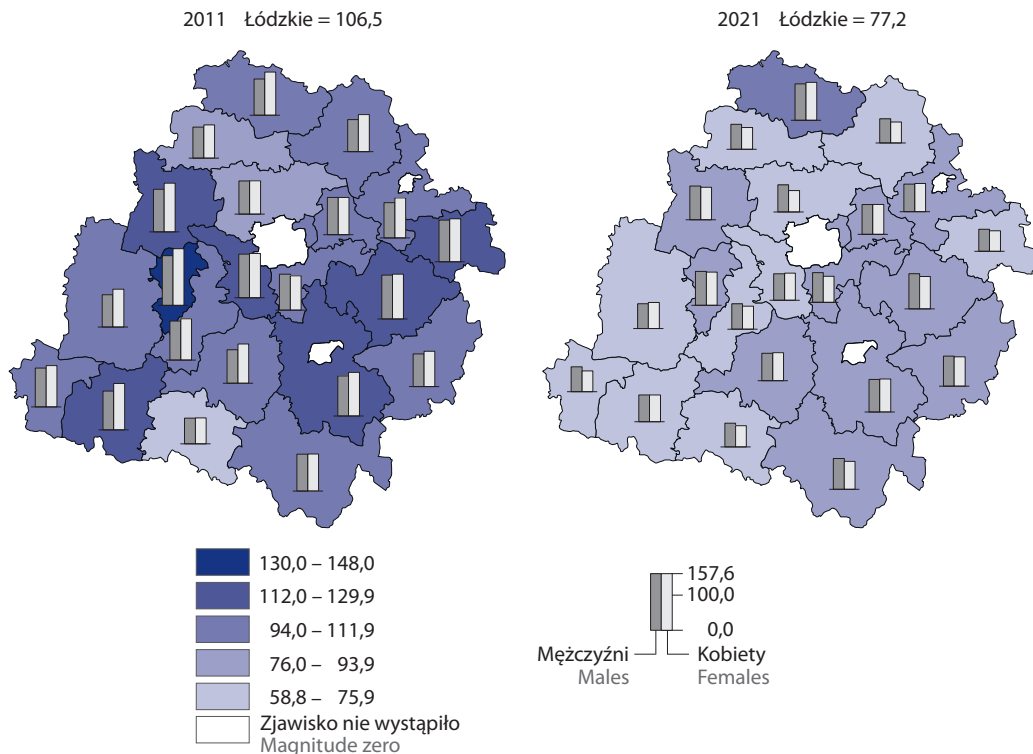 2011 Łódzkie = 106,5
2021 Łódzkie = 77,2
130,0 – 148,0
112,0 – 129,9
94,0 – 111,9
76,0 – 93,9
58,8 – 75,9
Zjawisko nie wystąpiło
Magnitude zero
157,6
100,0
0,0
Mężczyźni
Males
Kobiety
Females